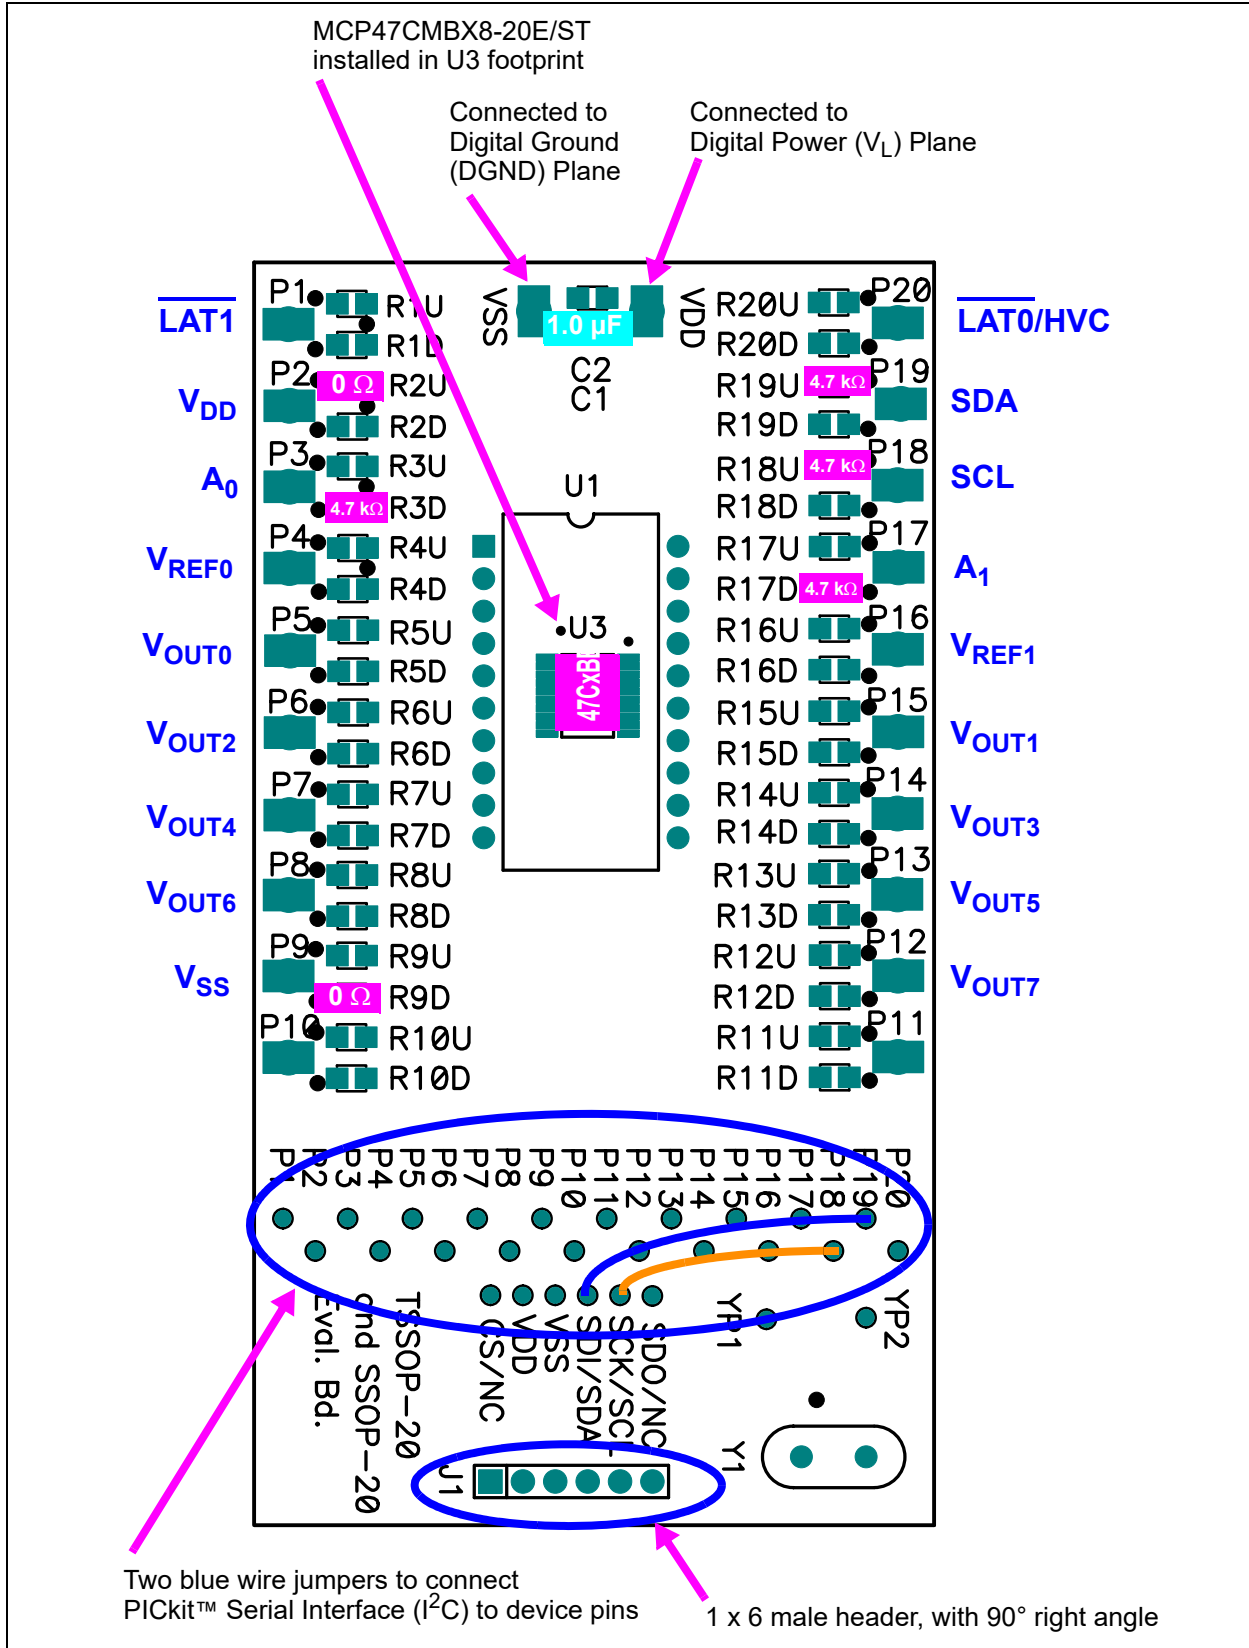 MCP47CMBX8-20E/ST
installed in U3 footprint
Connected to
Digital Ground
(DGND) Plane
Connected to
Digital Power (VL) Plane
LAT1
P1
R1U
R1D
VSS
1.0 µF
VDD
C2
C1
R20U
R20D
P20
LAT0/HVC
VDD
P2
0 Ω
R2U
R2D
R19U
4.7 kΩ
R19D
P19
SDA
A0
P3
R3U
4.7 kΩ
R3D
R18U
4.7 kΩ
R18D
P18
SCL
U1
VREF0
P4
R4U
R4D
R17U
R17D
4.7 kΩ
P17
A1
VOUT0
P5
R5U
R5D
U3
R16U
R16D
P16
VREF1
VOUT2
P6
R6U
R6D
R15U
R15D
P15
VOUT1
VOUT4
P7
R7U
R7D
R14U
R14D
P14
VOUT3
VOUT6
P8
R8U
R8D
R13U
R13D
P13
VOUT5
VSS
P9
R9U
0 Ω
R9D
R12U
R12D
P12
VOUT7
P10
R10U
R10D
R11U
R11D
P11
P1
P2
P3
P4
P5
P6
P7
P8
P9
P10
P11
P12
P13
P14
P15
P16
P17
P18
P19
P20
CS/NC
VDD
VSS
SDI/SDA
SCK/SCL
SDO/NC
YP1
YP2
TSSOP-20
and SSOP-20
Eval. Bd.
J1
Y1
Two blue wire jumpers to connect
PICkit™ Serial Interface (I²C) to device pins
1 x 6 male header, with 90° right angle